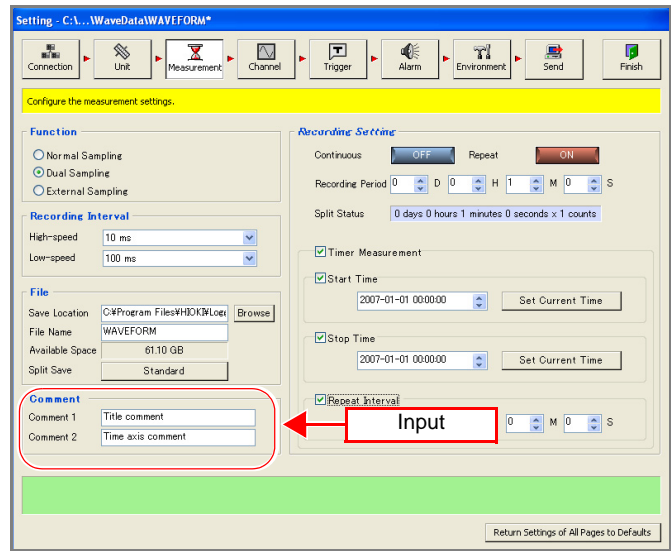 Setting - C:\...\WaveData\WAVEFORM*
Connection Unit Measurement Channel Trigger Alarm Environment Send Finish
Configure the measurement settings.
Function
Normal Sampling
Dual Sampling
External Sampling
Recording Interval
High-speed 10 ms
Low-speed 100 ms
File
Save Location C:¥Program Files¥HIOKI¥Logg Browse
File Name WAVEFORM
Available Space 61.10 GB
Split Save Standard
Comment
Comment 1 Title comment
Comment 2 Time axis comment
Recording Setting
Continuous OFF Repeat ON
Recording Period 0 D 0 H 1 M 0 S
Split Status 0 days 0 hours 1 minutes 0 seconds x 1 counts
Timer Measurement
Start Time
2007-01-01 00:00:00 Set Current Time
Stop Time
2007-01-01 00:00:00 Set Current Time
Repeat Interval
Input 0 M 0 S
Return Settings of All Pages to Defaults